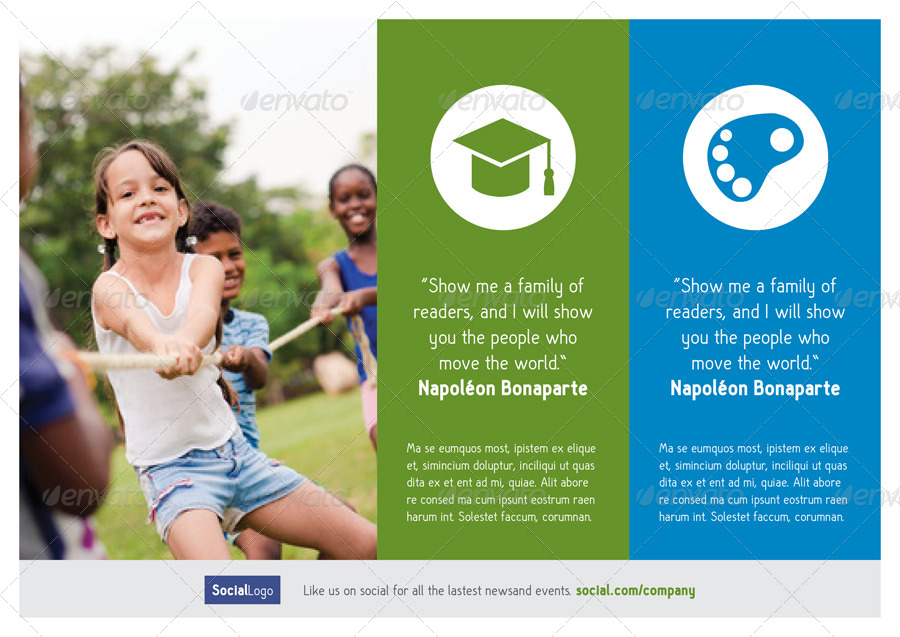 envato envato envato
"Show me a family of
readers, and I will show
you the people who
move the world."
Napoléon Bonaparte
Ma se eumquos most, ipistem ex elique
et, simincium doluptur, inciliqui ut quas
dita ex et ent ad mi, quiae. Alit abore
re consed ma cum ipsunt eostrum raen
harum int. Solestet faccum, corumnan.
"Show me a family of
readers, and I will show
you the people who
move the world."
Napoléon Bonaparte
Ma se eumquos most, ipistem ex elique
et, simincium doluptur, inciliqui ut quas
dita ex et ent ad mi, quiae. Alit abore
re consed ma cum ipsunt eostrum raen
harum int. Solestet faccum, corumnan.
SocialLogo
Like us on social for all the lastest newsand events. social.com/company